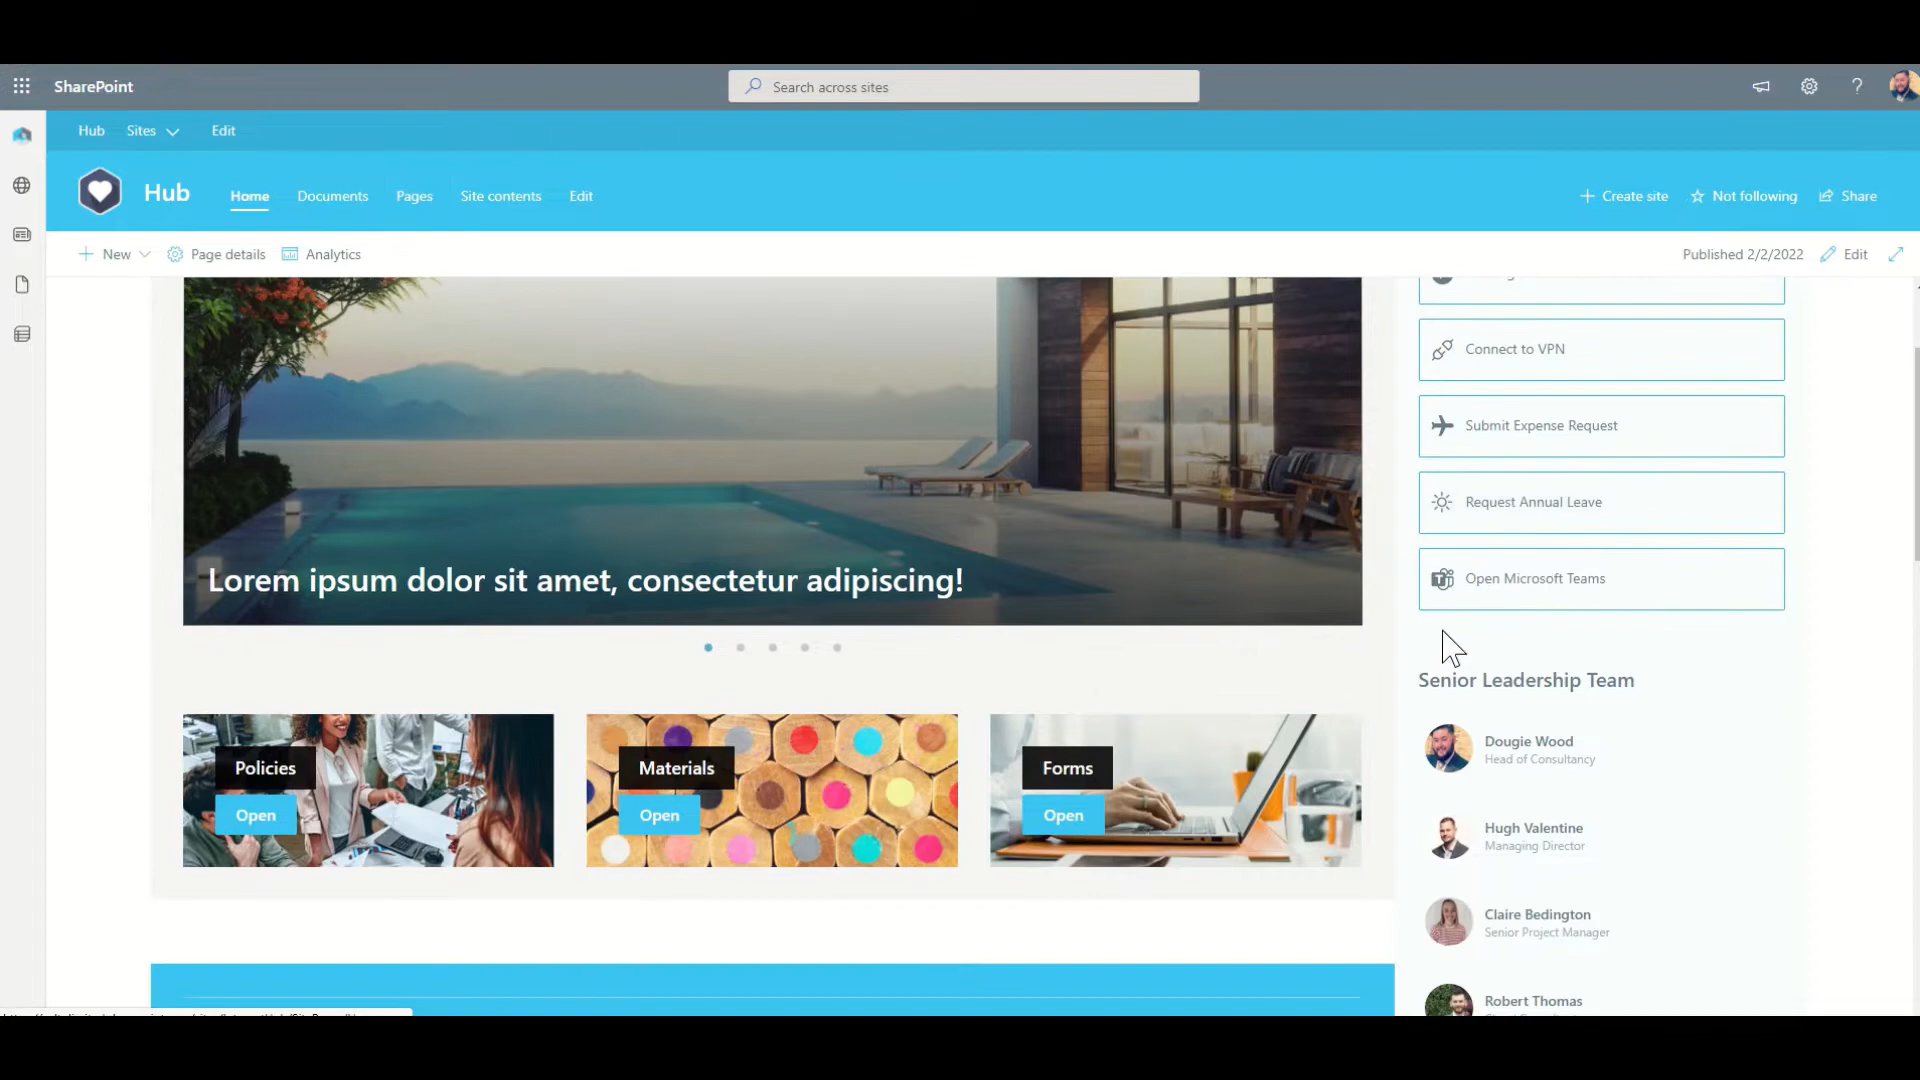 SharePoint
Search across sites
Hub Sites Edit
Hub Home Documents Pages Site contents Edit
Create site Not following Share
New Page details Analytics
Published 2/2/2022 Edit
Connect to VPN
Submit Expense Request
Request Annual Leave
Open Microsoft Teams
Lorem ipsum dolor sit amet, consectetur adipiscing!
Policies
Open
Materials
Open
Forms
Open
Senior Leadership Team
Dougie Wood
Head of Consultancy
Hugh Valentine
Managing Director
Claire Bedington
Senior Project Manager
Robert Thomas